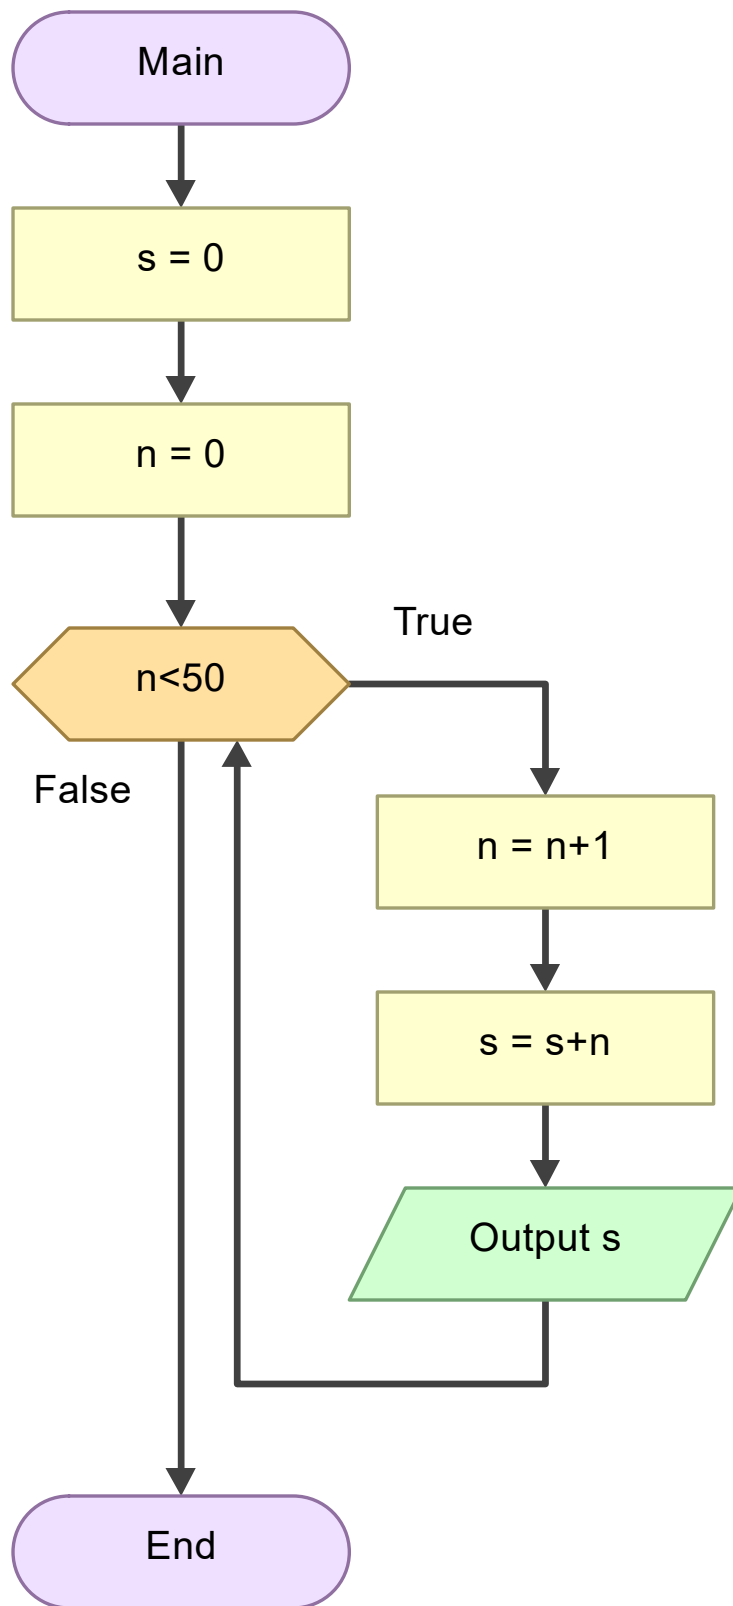 Main
s = 0
n = 0
n<50
True
False
n = n+1
s = s+n
Output s
End